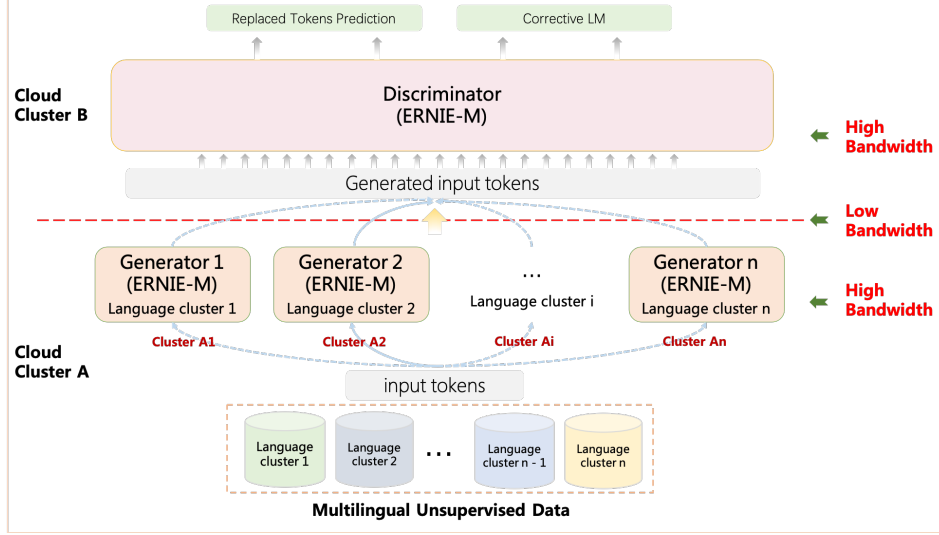 Replaced Tokens Prediction
Corrective LM
Cloud
Cluster B
Discriminator
(ERNIE-M)
High
Bandwidth
Generated input tokens
Low
Bandwidth
Generator 1
(ERNIE-M)
Language cluster 1
Generator 2
(ERNIE-M)
Language cluster 2
...
Language cluster i
Generator n
(ERNIE-M)
Language cluster n
High
Bandwidth
Cluster A1
Cluster A2
Cluster Ai
Cluster An
Cloud
Cluster A
input tokens
Language
cluster 1
Language
cluster 2
...
Language
cluster n - 1
Language
cluster n
Multilingual Unsupervised Data